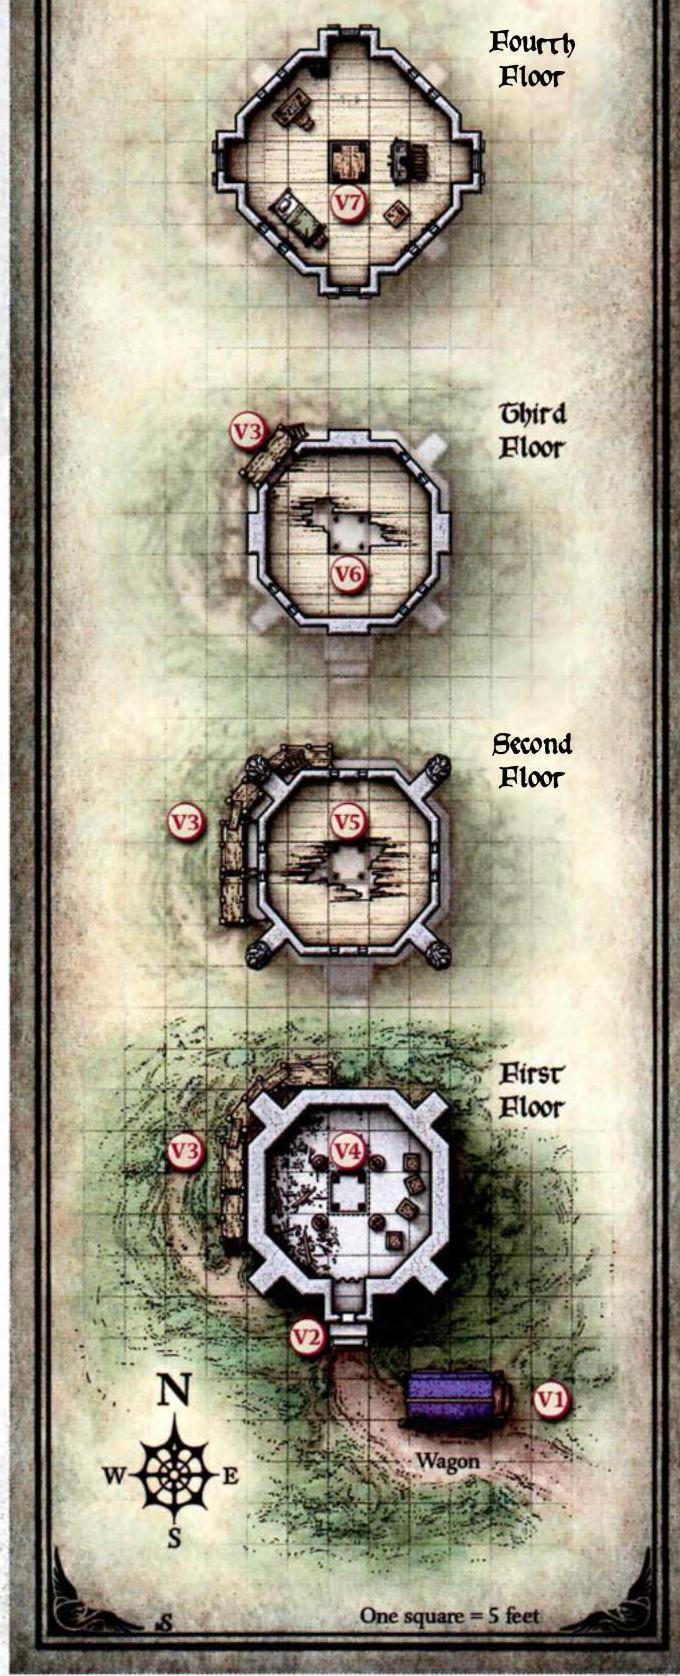 Fourth
Floor
V7
Third
Floor
V3
V6
Second
Floor
V3
V5
First
Floor
V3
V4
V2
V1
Wagon
N
W E
S
One square = 5 feet